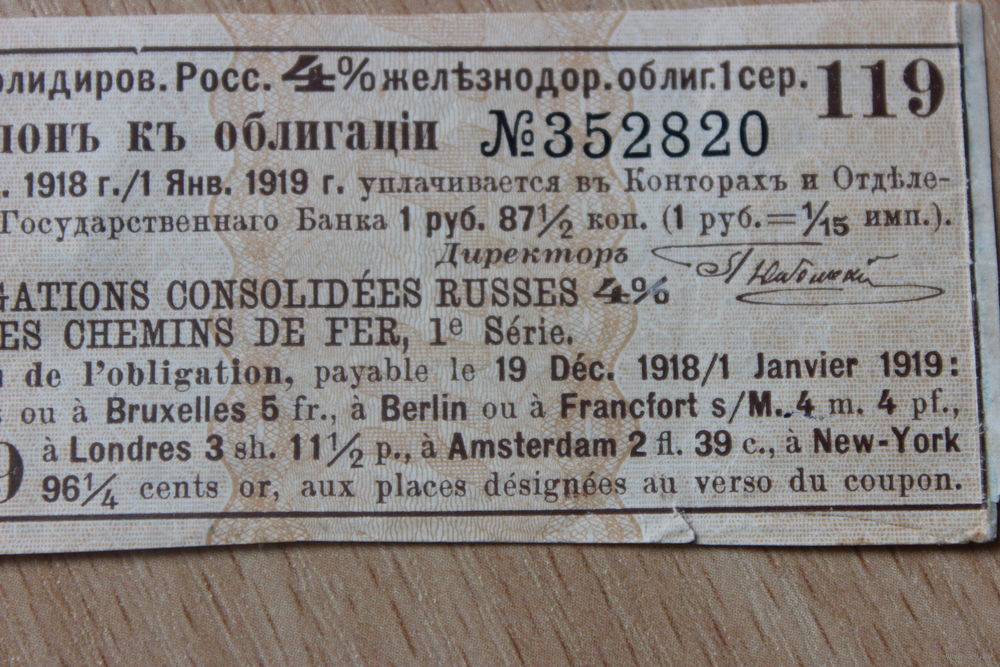 олидиров. Росс. 4% желѣзнодор. облиг. 1 сер. 119
понъ къ облигаціи №352820
. 1918 г./1 Янв. 1919 г. уплачивается въ Конторахъ и Отдѣле-
Государственнаго Банка 1 руб. 87½ коп. (1 руб.=1/15 имп.).
Директоръ
GATIONS CONSOLIDÉES RUSSES 4%
ES CHEMINS DE FER, 1e Série.
de l'obligation, payable le 19 Déc. 1918/1 Janvier 1919:
ou à Bruxelles 5 fr., à Berlin ou à Francfort s/M. 4 m. 4 pf.,
9 à Londres 3 sh. 11½ p., à Amsterdam 2 fl. 39 c., à New-York
96¼ cents or, aux places désignées au verso du coupon.